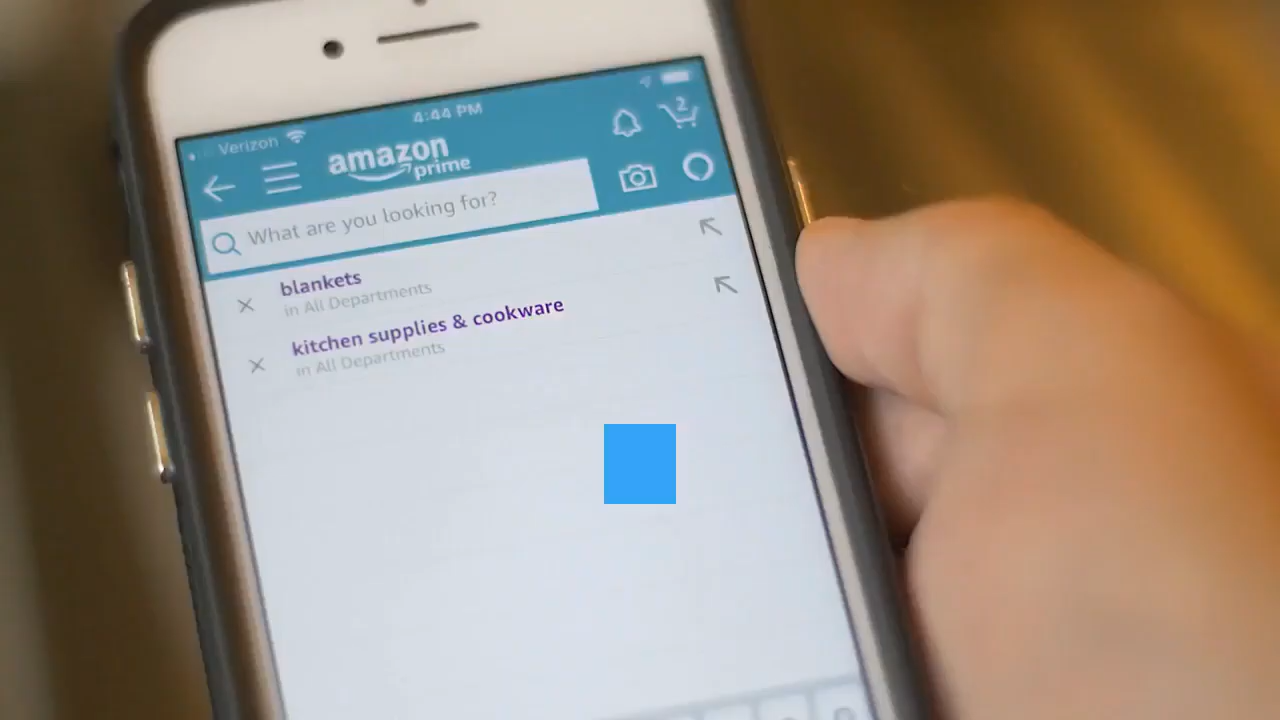 Verizon
4:44 PM
amazon
prime
2
What are you looking for?
blankets
in All Departments
kitchen supplies & cookware
in All Departments